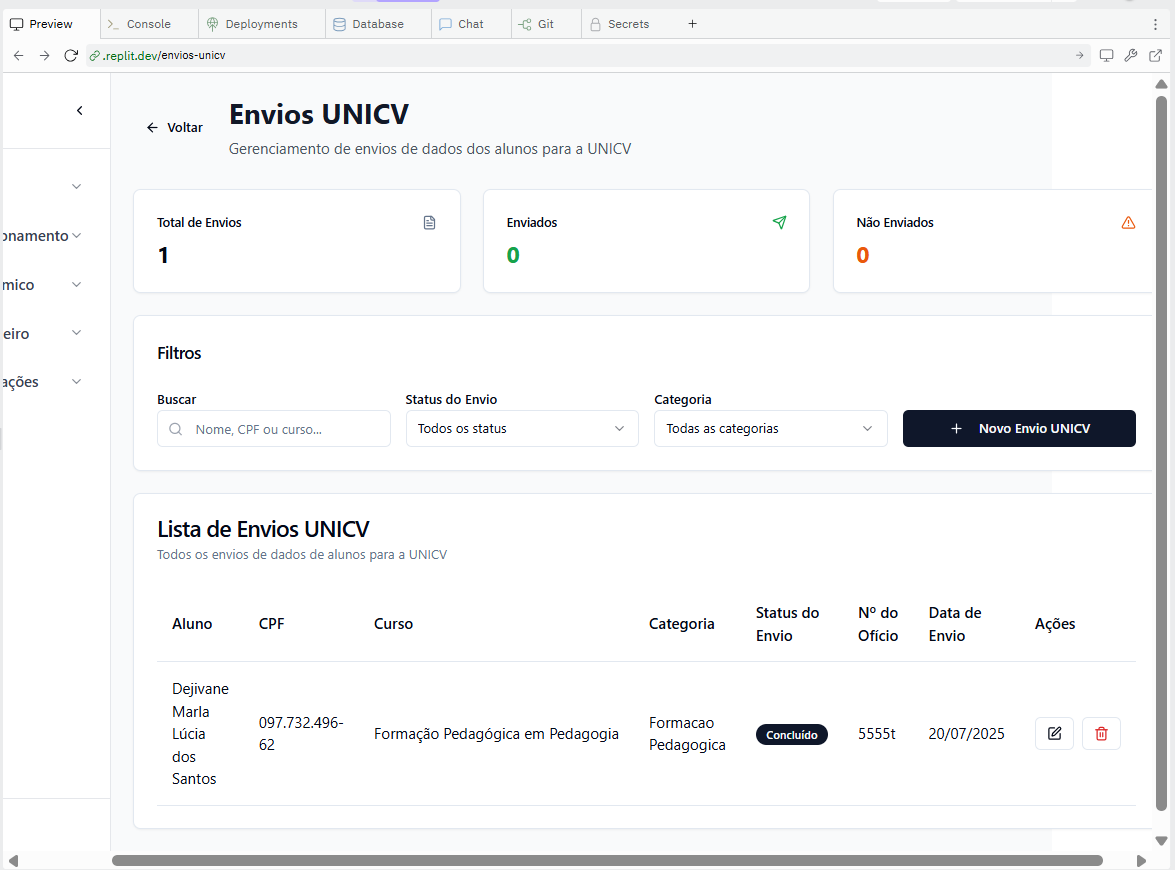 Preview
Console
Deployments
Database
Chat
Git
Secrets
.replit.dev/envios-unicv
Voltar
Envios UNICV
Gerenciamento de envios de dados dos alunos para a UNICV
onamento
mico
eiro
ações
Total de Envios
1
Enviados
0
Não Enviados
0
Filtros
Buscar
Nome, CPF ou curso...
Status do Envio
Todos os status
Categoria
Todas as categorias
Novo Envio UNICV
Lista de Envios UNICV
Todos os envios de dados de alunos para a UNICV
Aluno
CPF
Curso
Categoria
Status do
Envio
Nº do
Ofício
Data de
Envio
Ações
Dejivane
Marla
Lúcia
dos
Santos
097.732.496-
62
Formação Pedagógica em Pedagogia
Formacao
Pedagogica
Concluído
5555t
20/07/2025